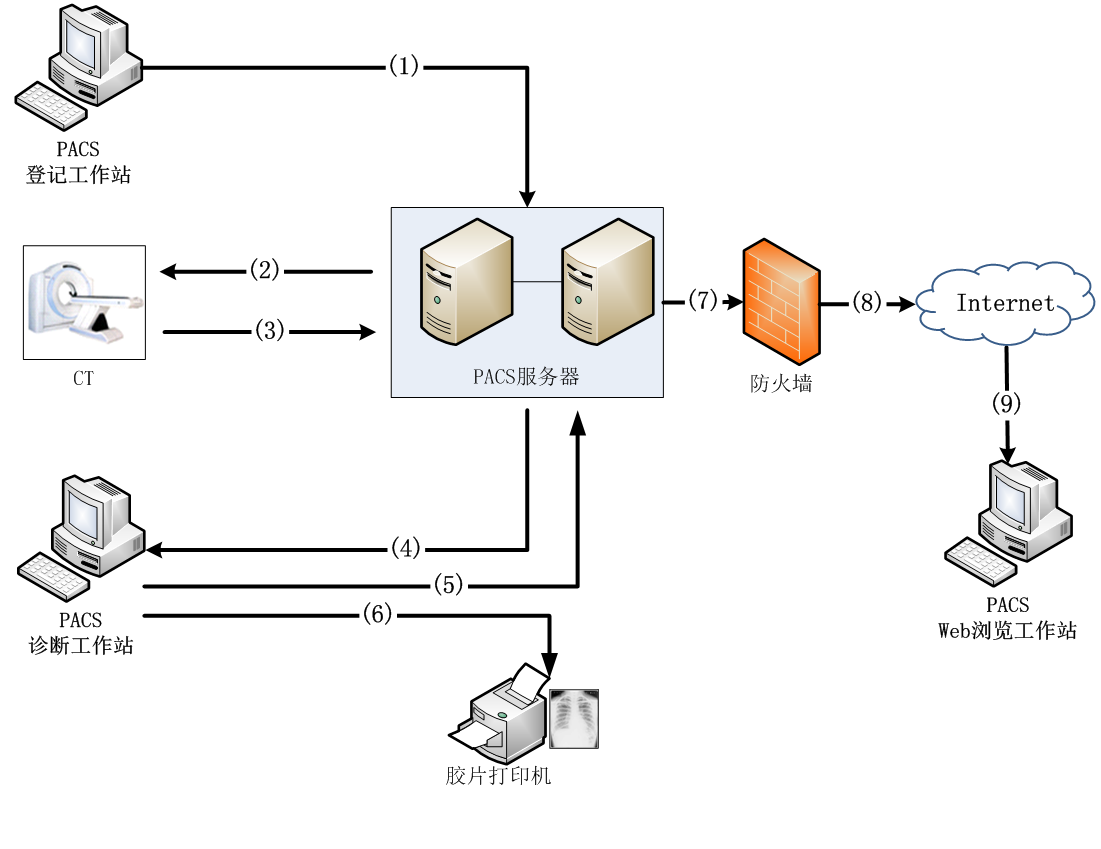 (1)
PACS
登记工作站
(2)
(3)
CT
PACS服务器
(7)
防火墙
(8)
Internet
(9)
(4)
(5)
(6)
PACS
诊断工作站
PACS
Web浏览工作站
胶片打印机